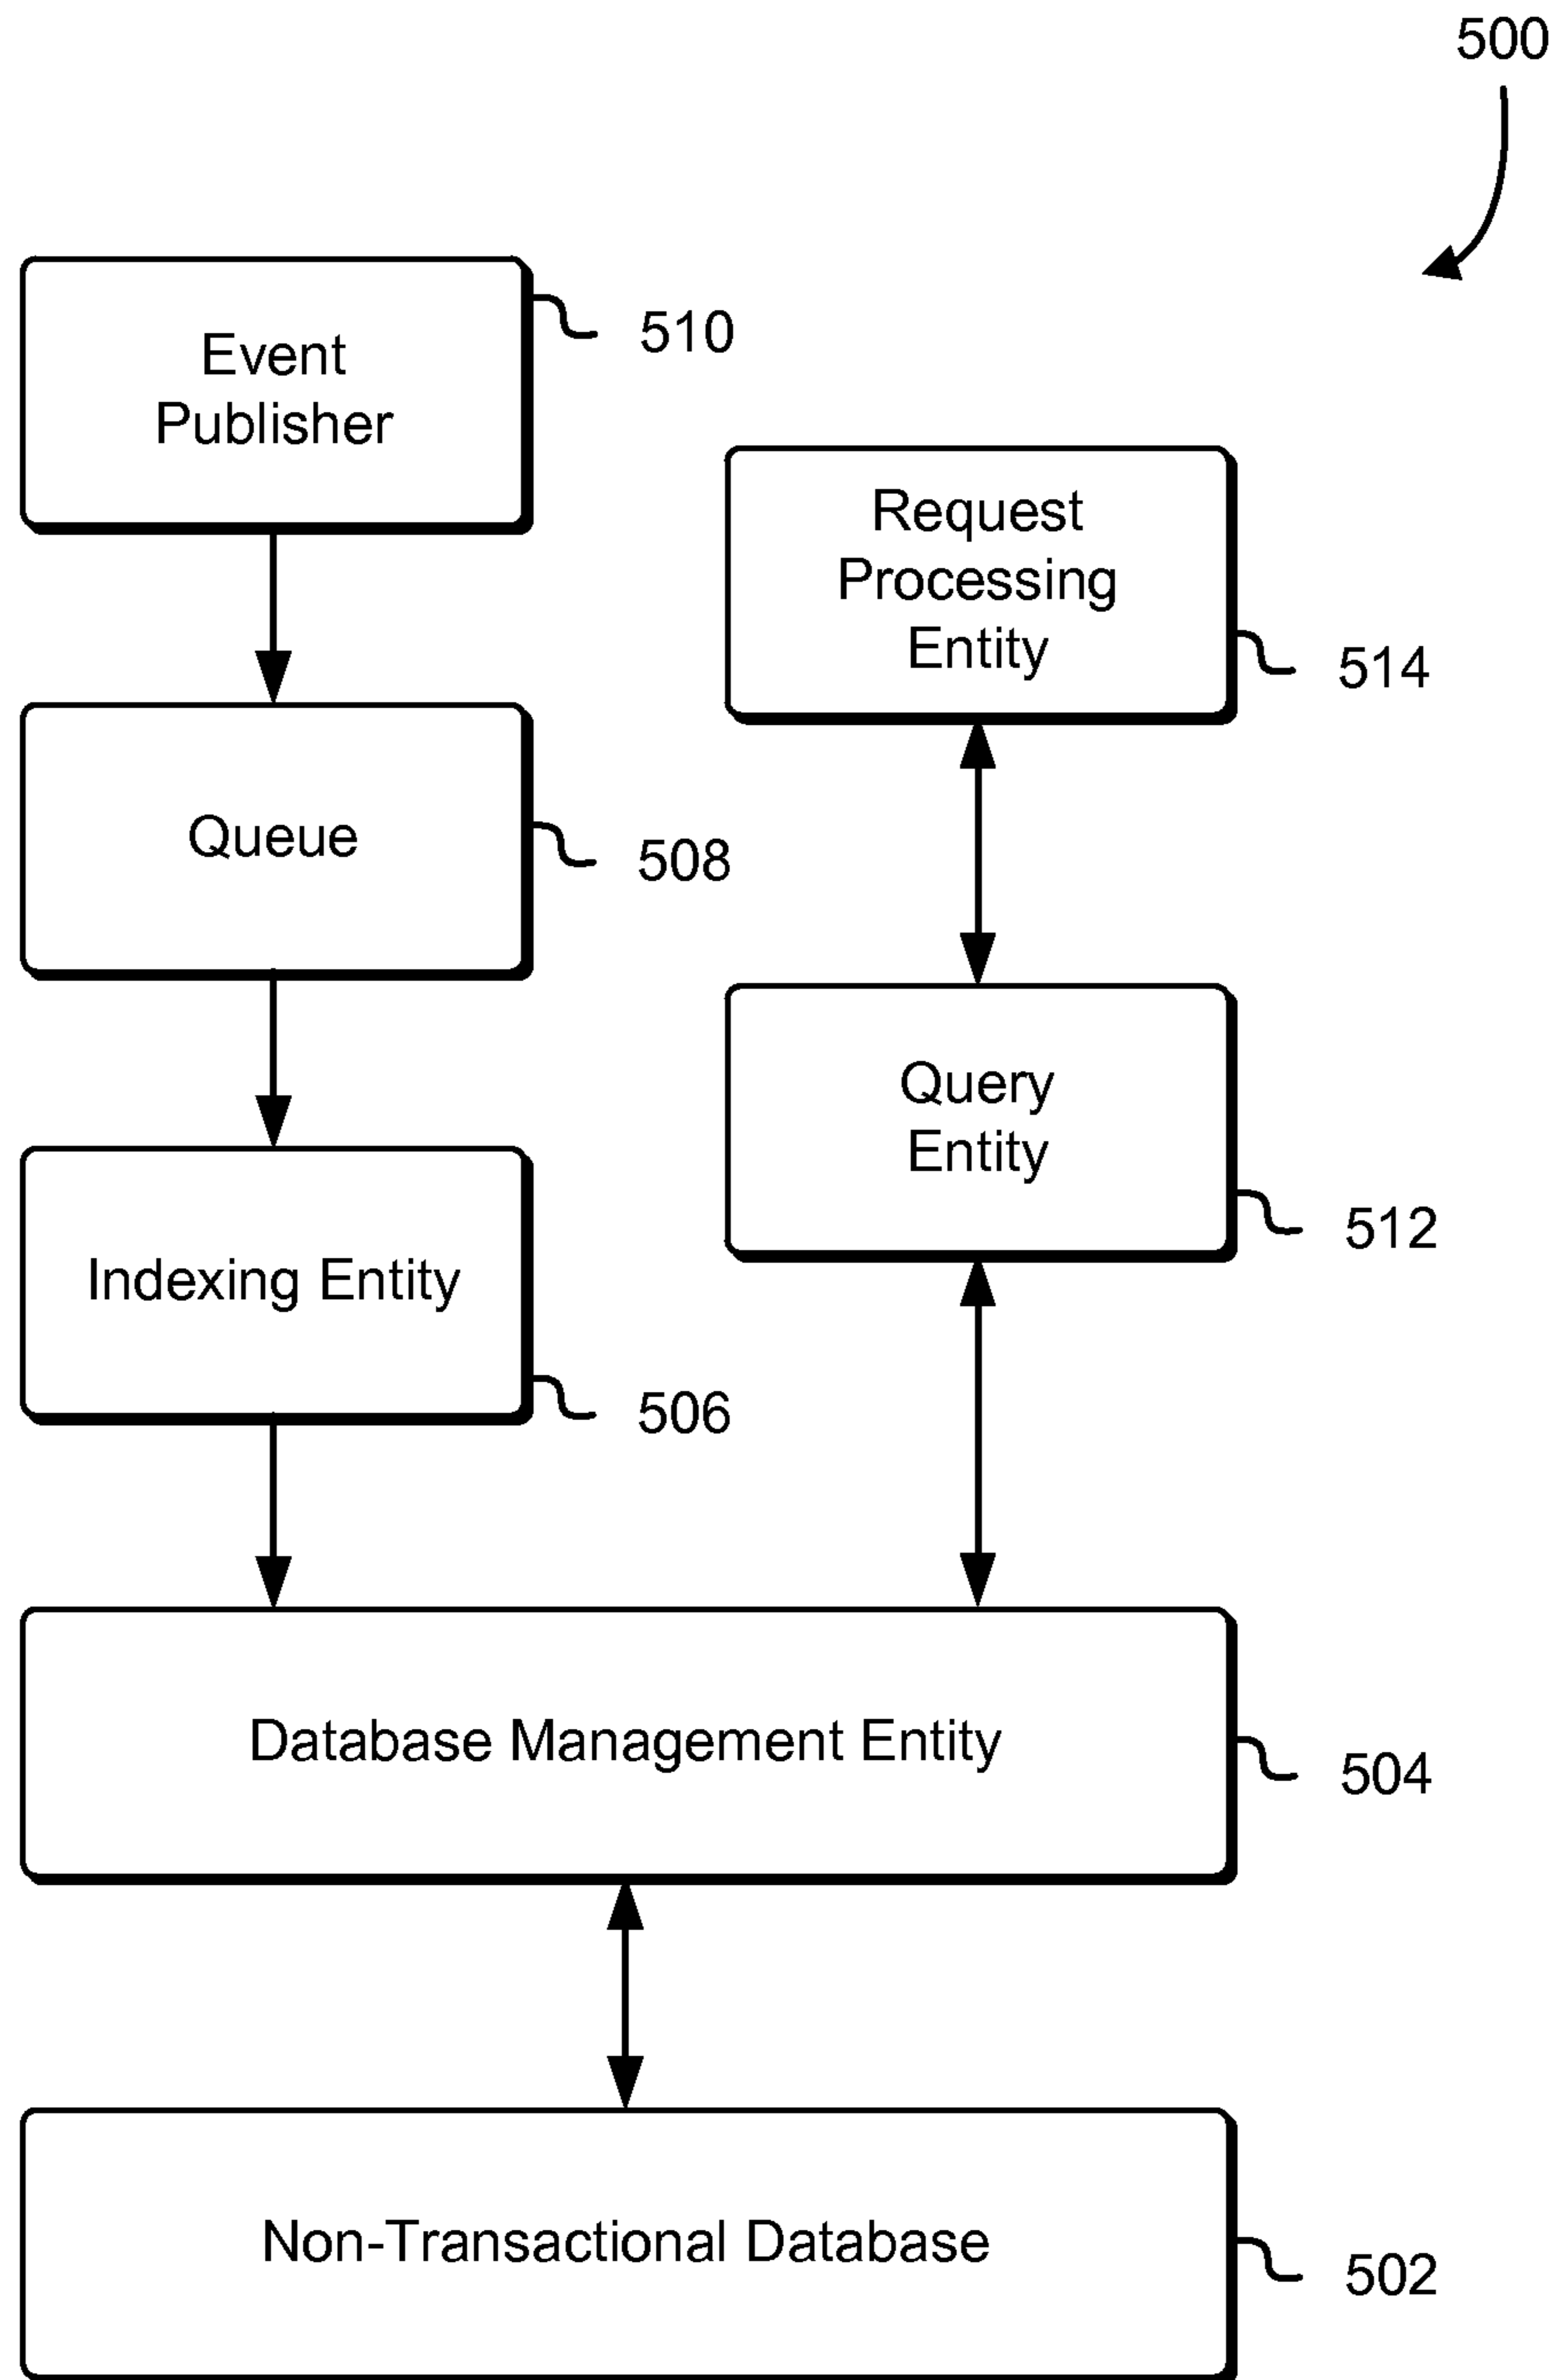 500
Event
Publisher
510
Request
Processing
Entity
514
Queue
508
Query
Entity
512
Indexing Entity
506
Database Management Entity
504
Non-Transactional Database
502